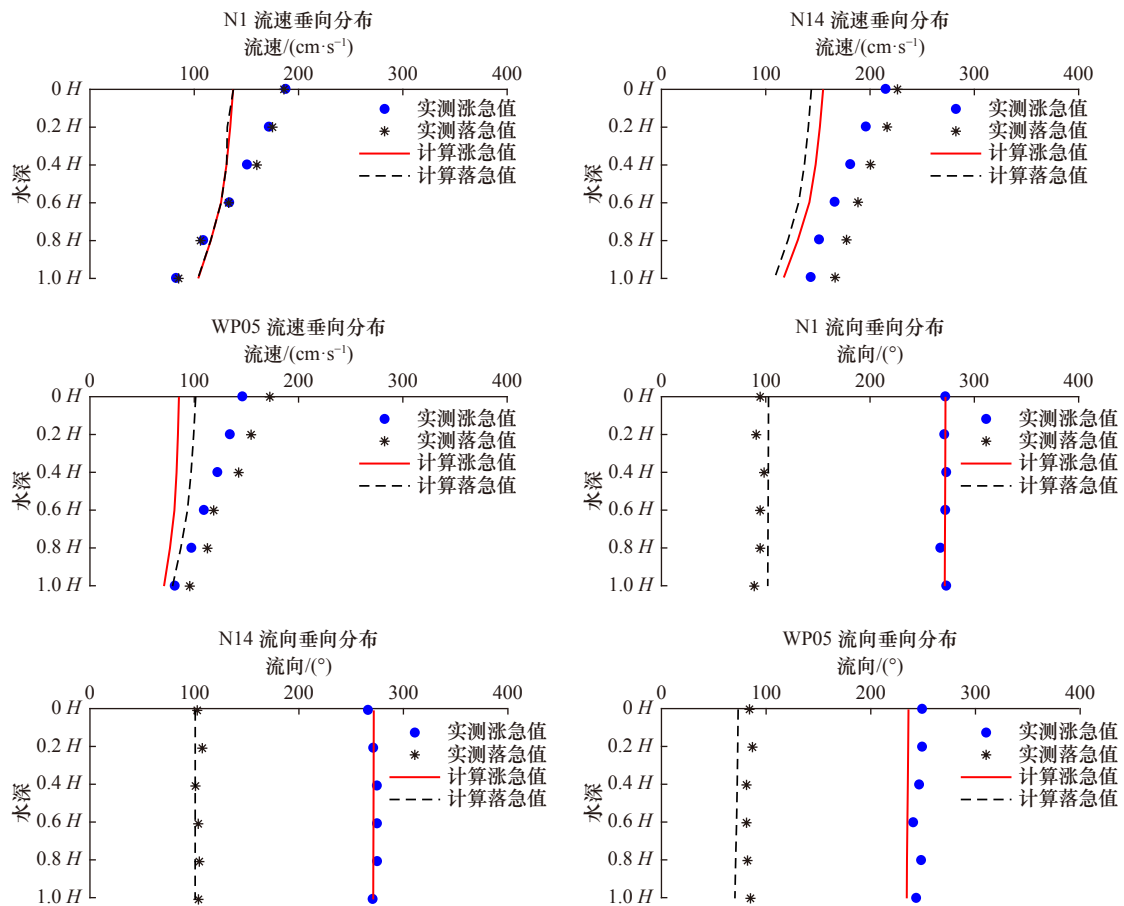 N1 流速垂向分布
流速/(cm·s⁻¹)
0 100 200 300 400
0 H
0.2 H
0.4 H
0.6 H
0.8 H
1.0 H
水深
实测涨急值
实测落急值
计算涨急值
计算落急值
N14 流速垂向分布
流速/(cm·s⁻¹)
0 100 200 300 400
0 H
0.2 H
0.4 H
0.6 H
0.8 H
1.0 H
水深
实测涨急值
实测落急值
计算涨急值
计算落急值
WP05 流速垂向分布
流速/(cm·s⁻¹)
0 100 200 300 400
0 H
0.2 H
0.4 H
0.6 H
0.8 H
1.0 H
水深
实测涨急值
实测落急值
计算涨急值
计算落急值
N1 流向垂向分布
流向/(°)
0 100 200 300 400
0 H
0.2 H
0.4 H
0.6 H
0.8 H
1.0 H
水深
实测涨急值
实测落急值
计算涨急值
计算落急值
N14 流向垂向分布
流向/(°)
0 100 200 300 400
0 H
0.2 H
0.4 H
0.6 H
0.8 H
1.0 H
水深
实测涨急值
实测落急值
计算涨急值
计算落急值
WP05 流向垂向分布
流向/(°)
0 100 200 300 400
0 H
0.2 H
0.4 H
0.6 H
0.8 H
1.0 H
水深
实测涨急值
实测落急值
计算涨急值
计算落急值